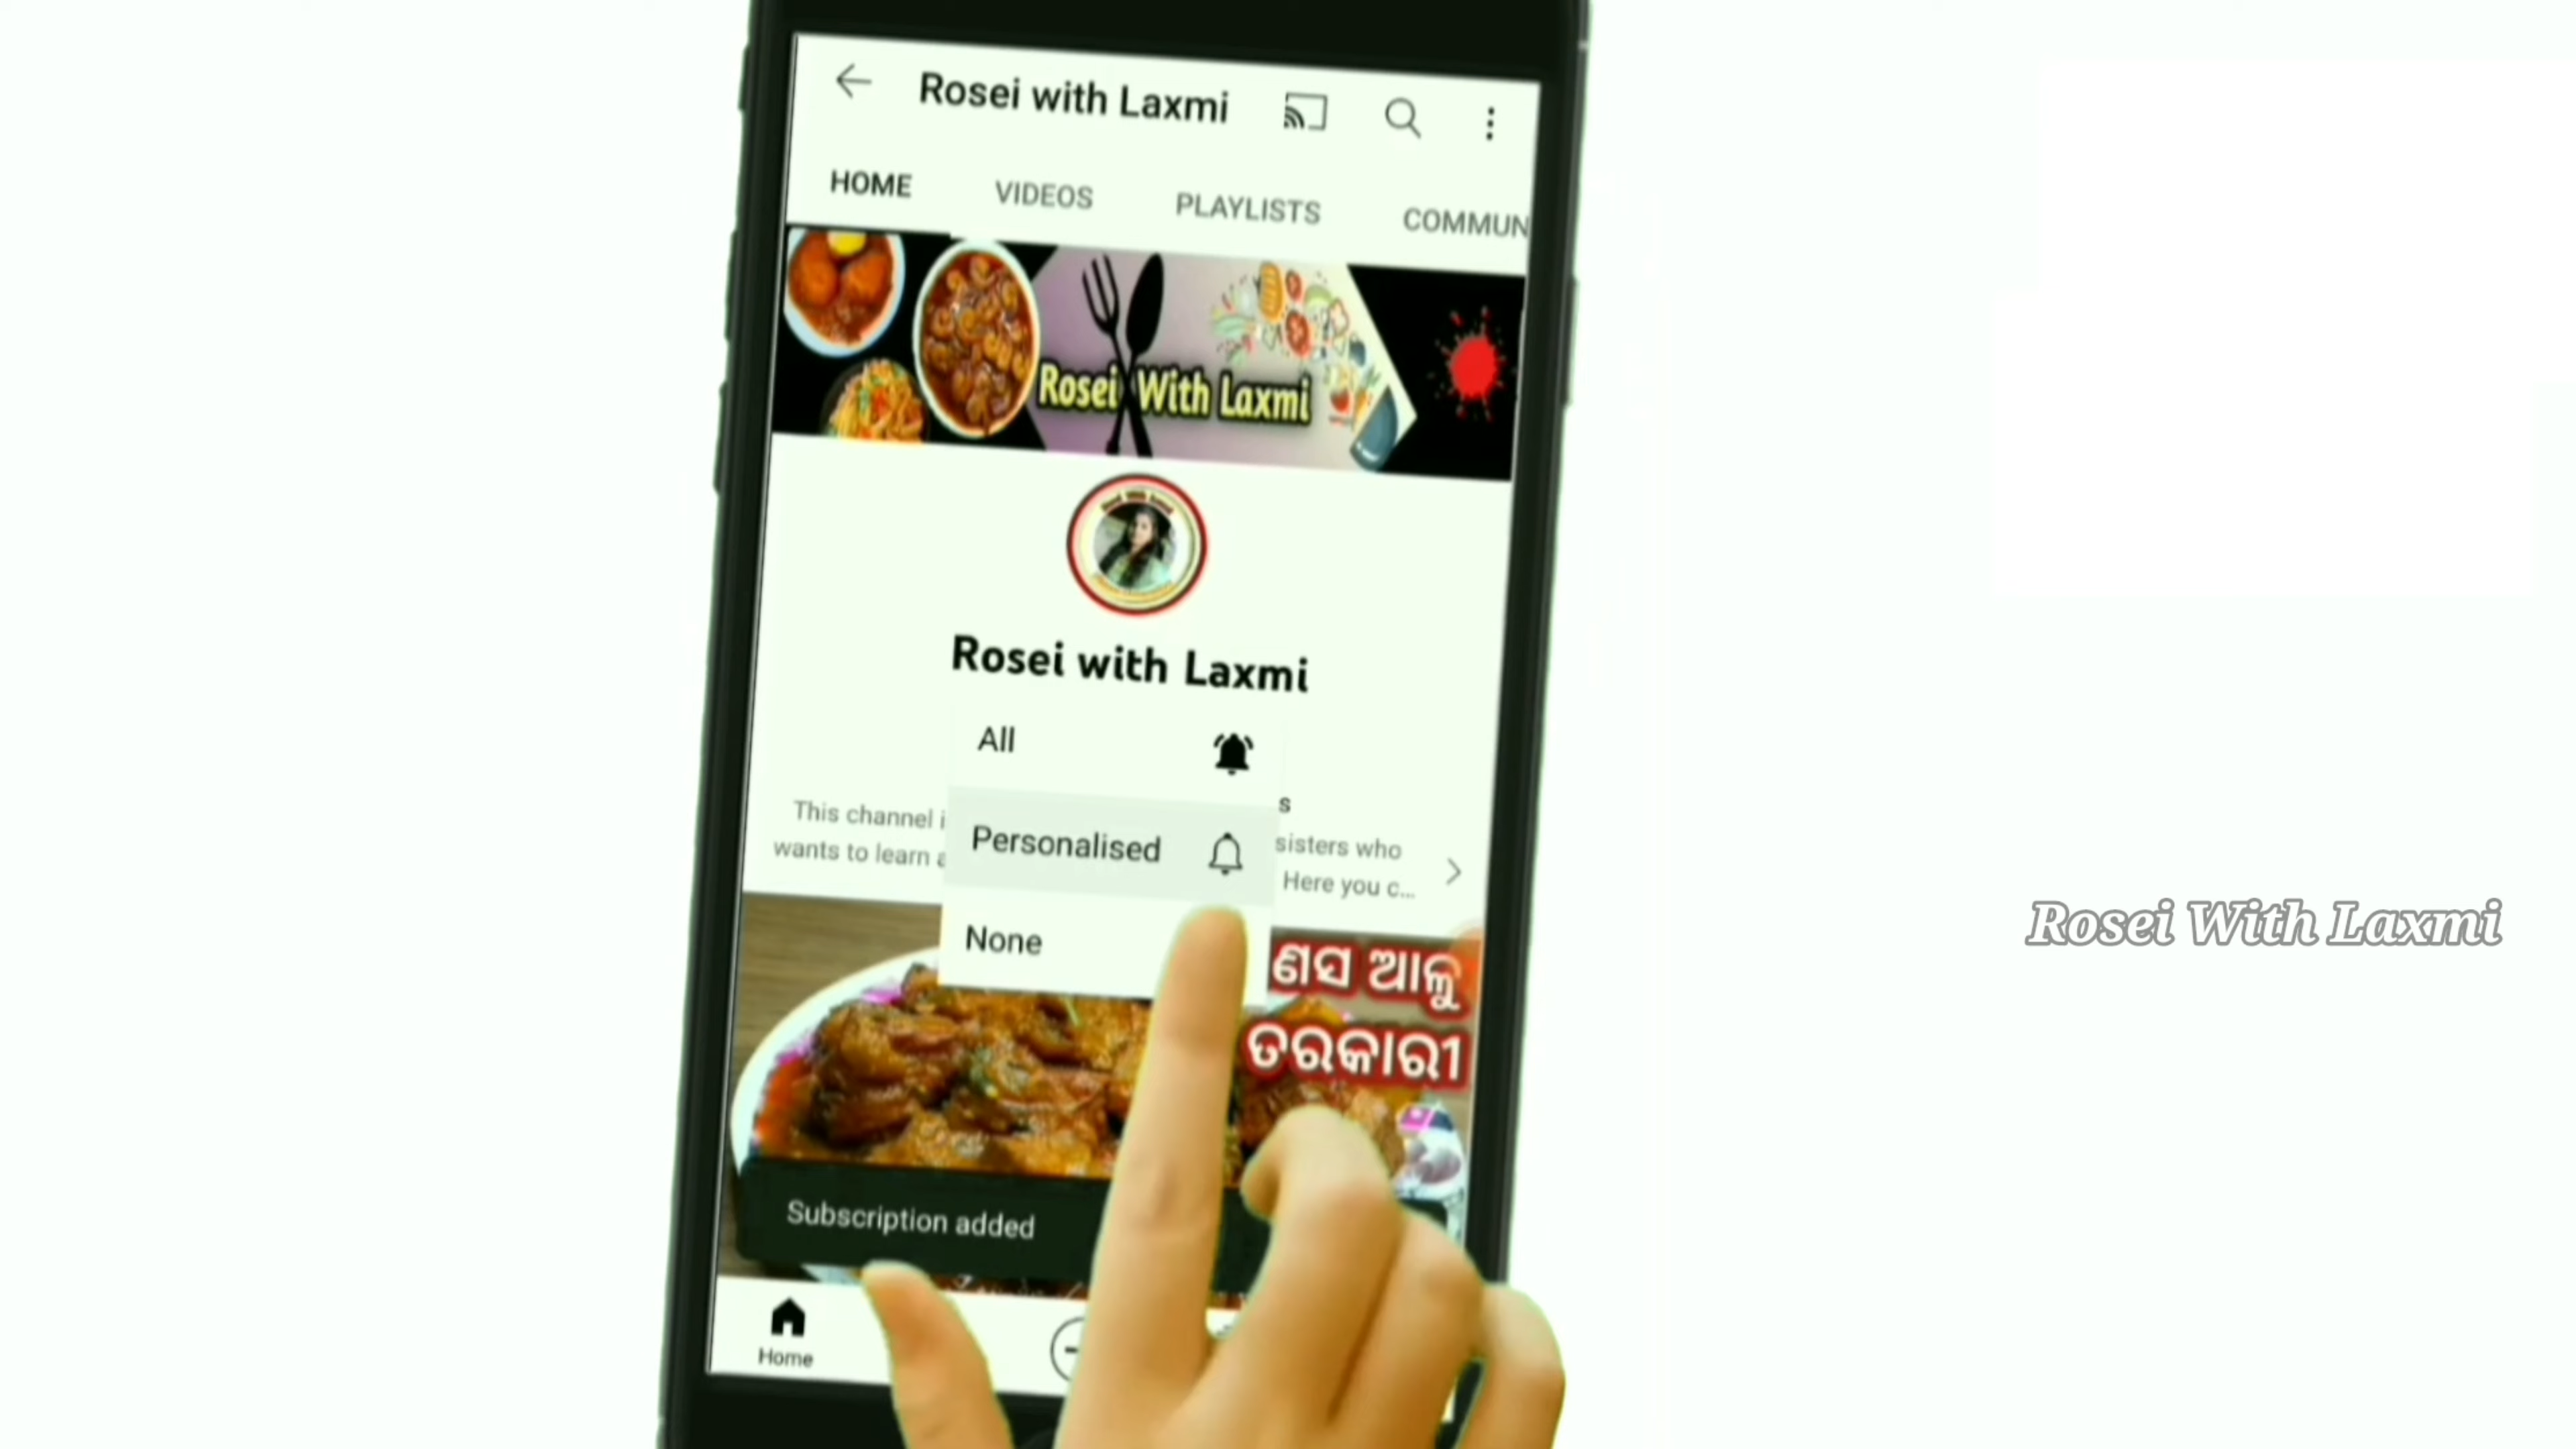 Rosei with Laxmi
HOME VIDEOS PLAYLISTS COMMUN
Rosei With Laxmi
Rosei with Laxmi
All
s
This channel
Personalised
sisters who
wants to learn
Here you c...
None
ଣସ ଆଳୁ
ତରକାରୀ
Rosei With Laxmi
Subscription added
Home